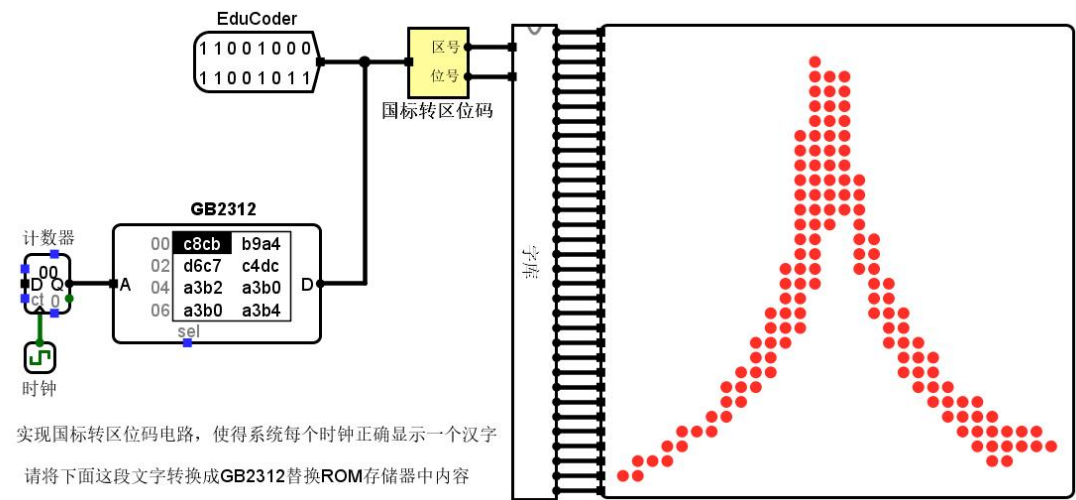 EduCoder
11001000
11001011
区号
位号
国标转区位码
字库
GB2312
00 c8cb b9a4
02 d6c7 c4dc
04 a3b2 a3b0
06 a3b0 a3b4
A
D
sel
计数器
00
D Q
ct 0
时钟
实现国标转区位码电路，使得系统每个时钟正确显示一个汉字
请将下面这段文字转换成GB2312替换ROM存储器中内容
人